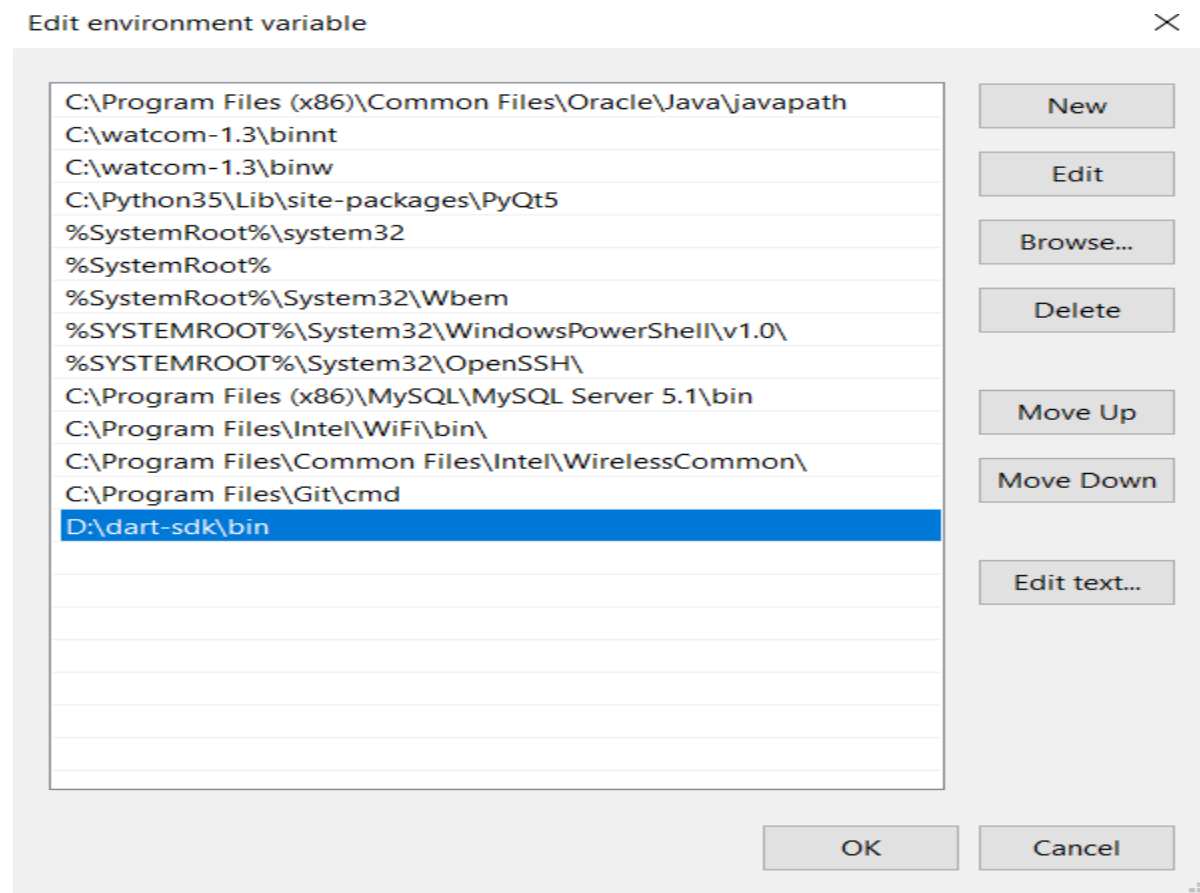 Edit environment variable
C:\Program Files (x86)\Common Files\Oracle\Java\javapath
C:\watcom-1.3\binnt
C:\watcom-1.3\binw
C:\Python35\Lib\site-packages\PyQt5
%SystemRoot%\system32
%SystemRoot%
%SystemRoot%\System32\Wbem
%SYSTEMROOT%\System32\WindowsPowerShell\v1.0\
%SYSTEMROOT%\System32\OpenSSH\
C:\Program Files (x86)\MySQL\MySQL Server 5.1\bin
C:\Program Files\Intel\WiFi\bin\
C:\Program Files\Common Files\Intel\WirelessCommon\
C:\Program Files\Git\cmd
D:\dart-sdk\bin
New
Edit
Browse...
Delete
Move Up
Move Down
Edit text...
OK
Cancel